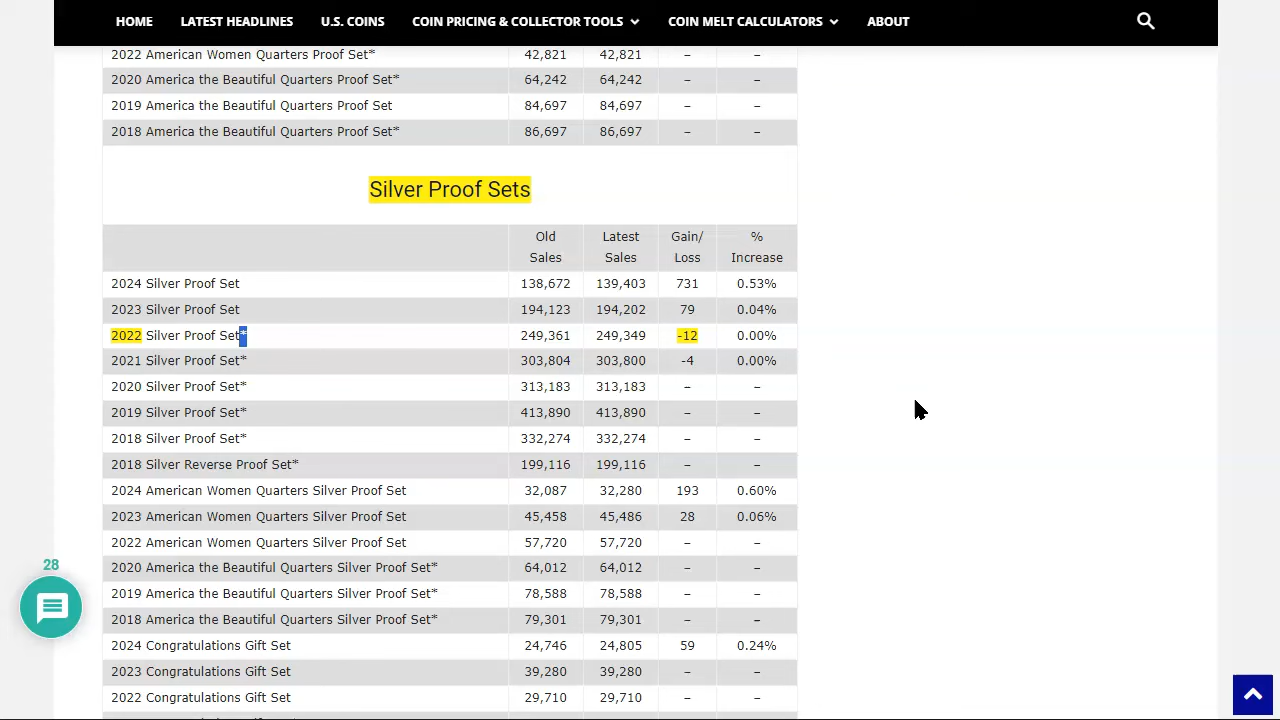 HOME LATEST HEADLINES U.S. COINS COIN PRICING & COLLECTOR TOOLS COIN MELT CALCULATORS ABOUT
2022 American Women Quarters Proof Set* 42,821 42,821 – –
2020 America the Beautiful Quarters Proof Set* 64,242 64,242 – –
2019 America the Beautiful Quarters Proof Set 84,697 84,697 – –
2018 America the Beautiful Quarters Proof Set* 86,697 86,697 – –
Silver Proof Sets
Old Latest Gain/ %
Sales Sales Loss Increase
2024 Silver Proof Set 138,672 139,403 731 0.53%
2023 Silver Proof Set 194,123 194,202 79 0.04%
2022 Silver Proof Set* 249,361 249,349 -12 0.00%
2021 Silver Proof Set* 303,804 303,800 -4 0.00%
2020 Silver Proof Set* 313,183 313,183 – –
2019 Silver Proof Set* 413,890 413,890 – –
2018 Silver Proof Set* 332,274 332,274 – –
2018 Silver Reverse Proof Set* 199,116 199,116 – –
2024 American Women Quarters Silver Proof Set 32,087 32,280 193 0.60%
2023 American Women Quarters Silver Proof Set 45,458 45,486 28 0.06%
2022 American Women Quarters Silver Proof Set 57,720 57,720 – –
2020 America the Beautiful Quarters Silver Proof Set* 64,012 64,012 – –
2019 America the Beautiful Quarters Silver Proof Set* 78,588 78,588 – –
2018 America the Beautiful Quarters Silver Proof Set* 79,301 79,301 – –
2024 Congratulations Gift Set 24,746 24,805 59 0.24%
2023 Congratulations Gift Set 39,280 39,280 – –
2022 Congratulations Gift Set 29,710 29,710 – –
28